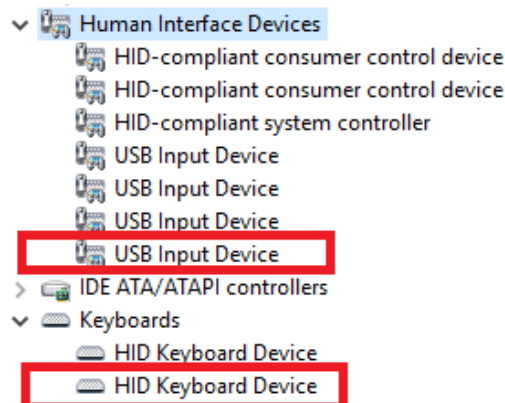 Human Interface Devices
HID-compliant consumer control device
HID-compliant consumer control device
HID-compliant system controller
USB Input Device
USB Input Device
USB Input Device
USB Input Device
IDE ATA/ATAPI controllers
Keyboards
HID Keyboard Device
HID Keyboard Device